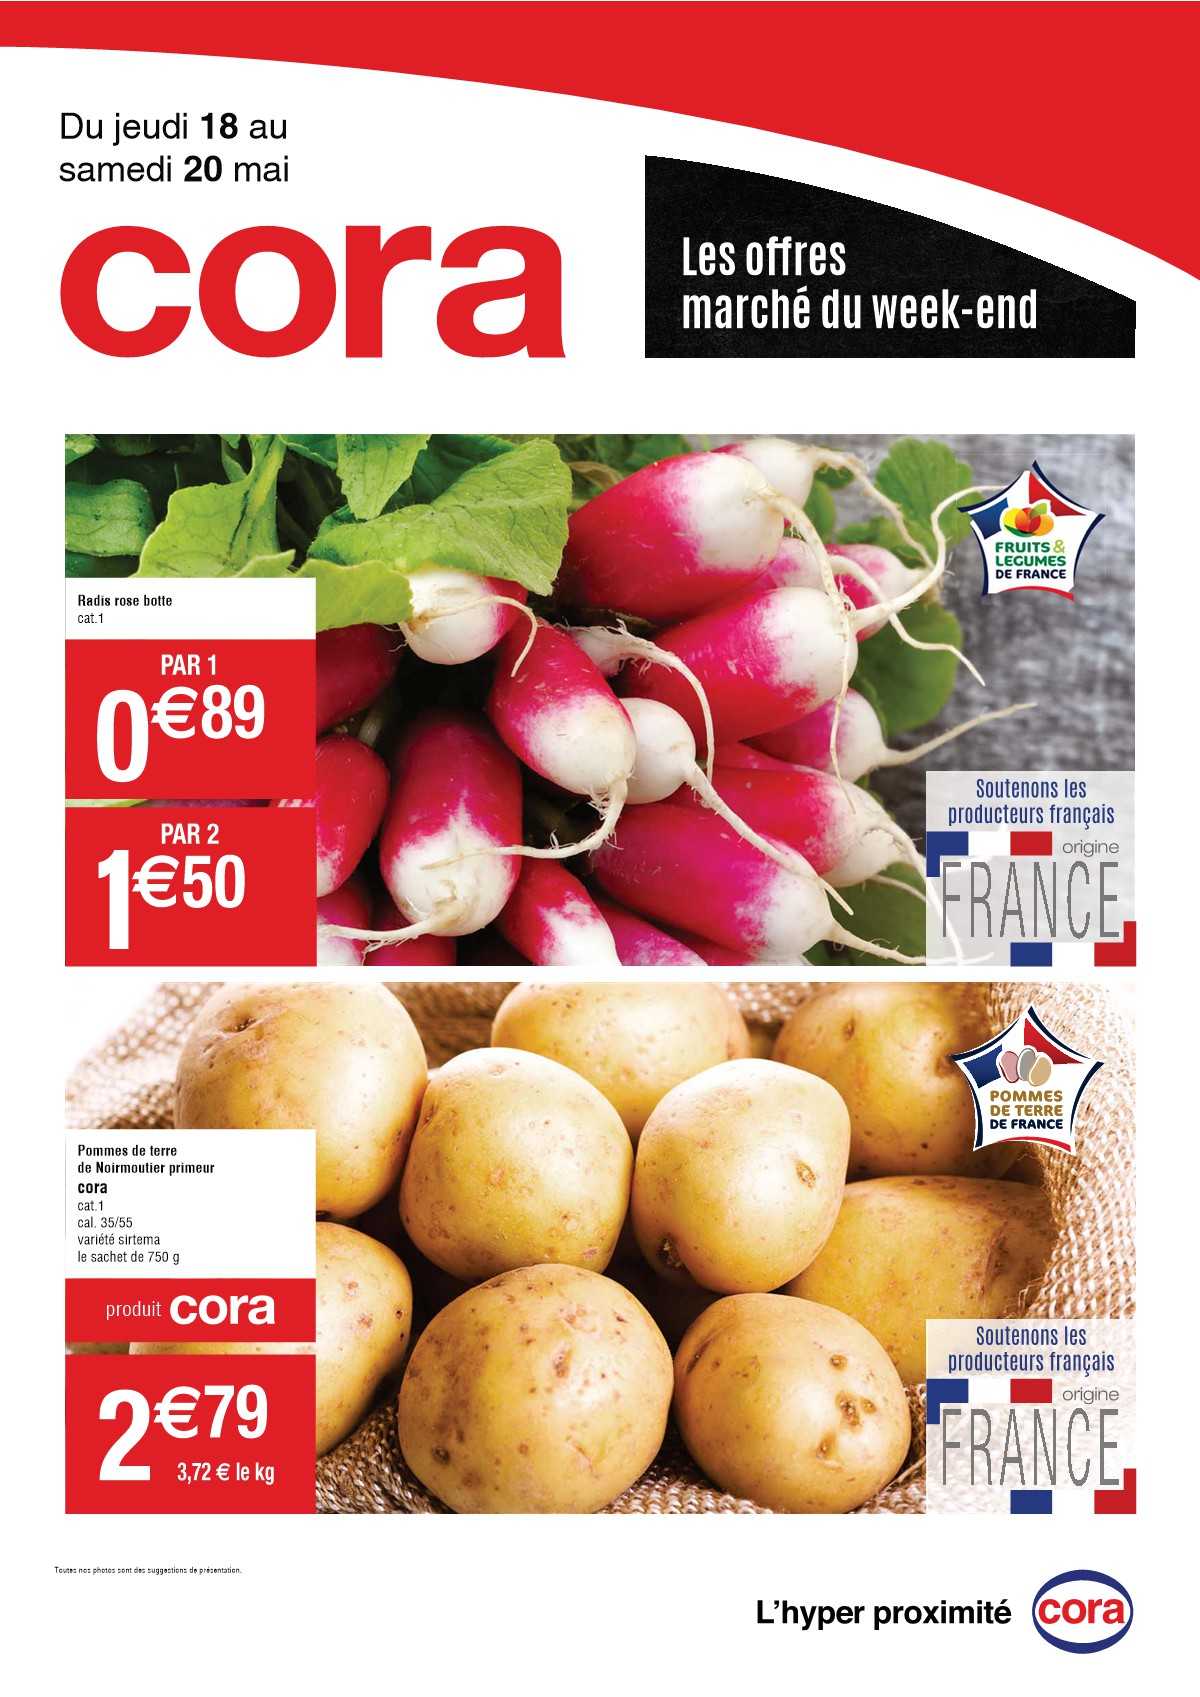 Du jeudi 18 au
samedi 20 mai
cora
Les offres
marché du week-end
FRUITS &
LEGUMES
DE FRANCE
Radis rose botte
cat.1
PAR 1
0€89
PAR 2
1€50
Soutenons les
producteurs français
origine
FRANCE
POMMES
DE TERRE
DE FRANCE
Pommes de terre
de Noirmoutier primeur
cora
cat.1
cal. 35/55
variété sirtema
le sachet de 750 g
produit cora
2€79
3,72 € le kg
Soutenons les
producteurs français
origine
FRANCE
Toutes nos photos sont des suggestions de présentation.
L'hyper proximité
cora